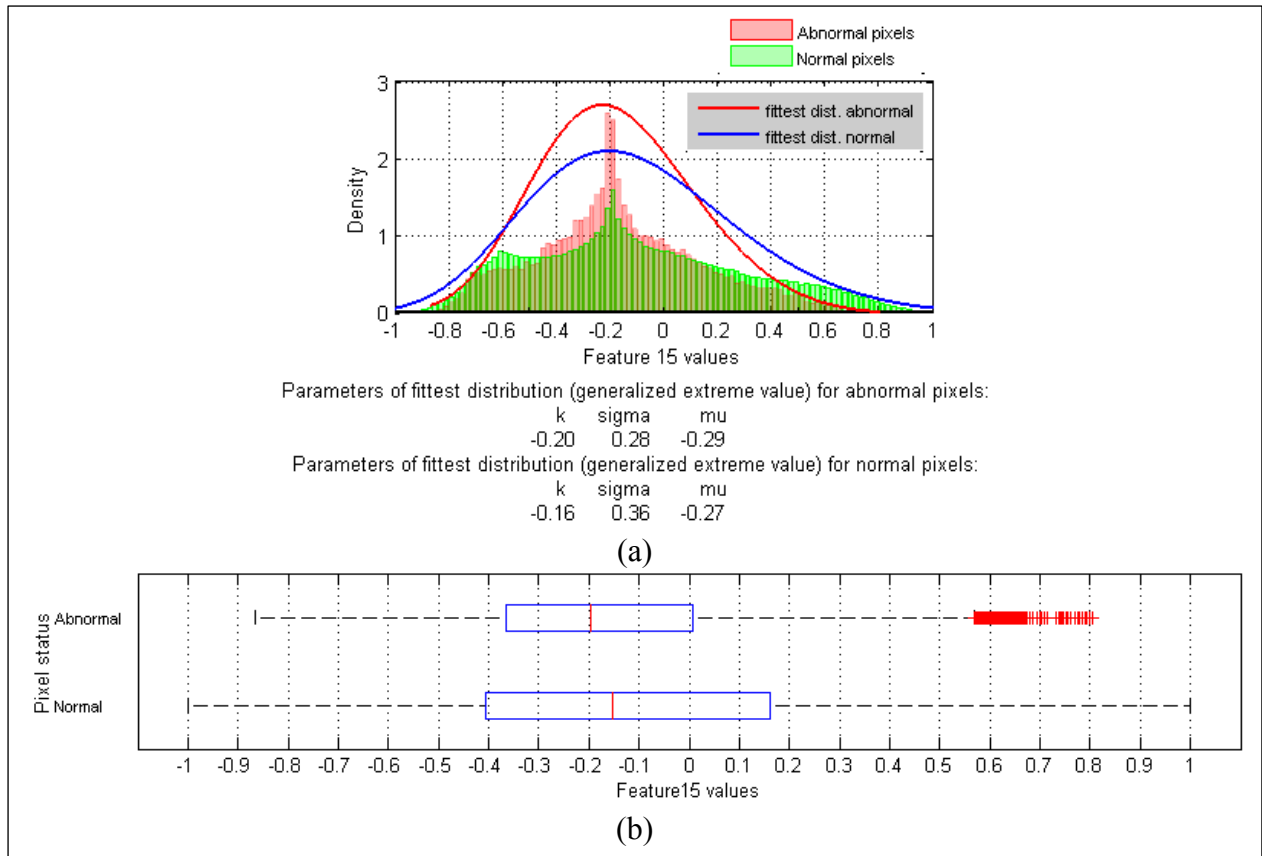 Abnormal pixels
Normal pixels
fittest dist. abnormal
fittest dist. normal
Density
3
2
1
0
-1 -0.8 -0.6 -0.4 -0.2 0 0.2 0.4 0.6 0.8 1
Feature 15 values
Parameters of fittest distribution (generalized extreme value) for abnormal pixels:
k sigma mu
-0.20 0.28 -0.29
Parameters of fittest distribution (generalized extreme value) for normal pixels:
k sigma mu
-0.16 0.36 -0.27
(a)
Pixel status
Abnormal
Normal
-1 -0.9 -0.8 -0.7 -0.6 -0.5 -0.4 -0.3 -0.2 -0.1 0 0.1 0.2 0.3 0.4 0.5 0.6 0.7 0.8 0.9 1
Feature15 values
(b)